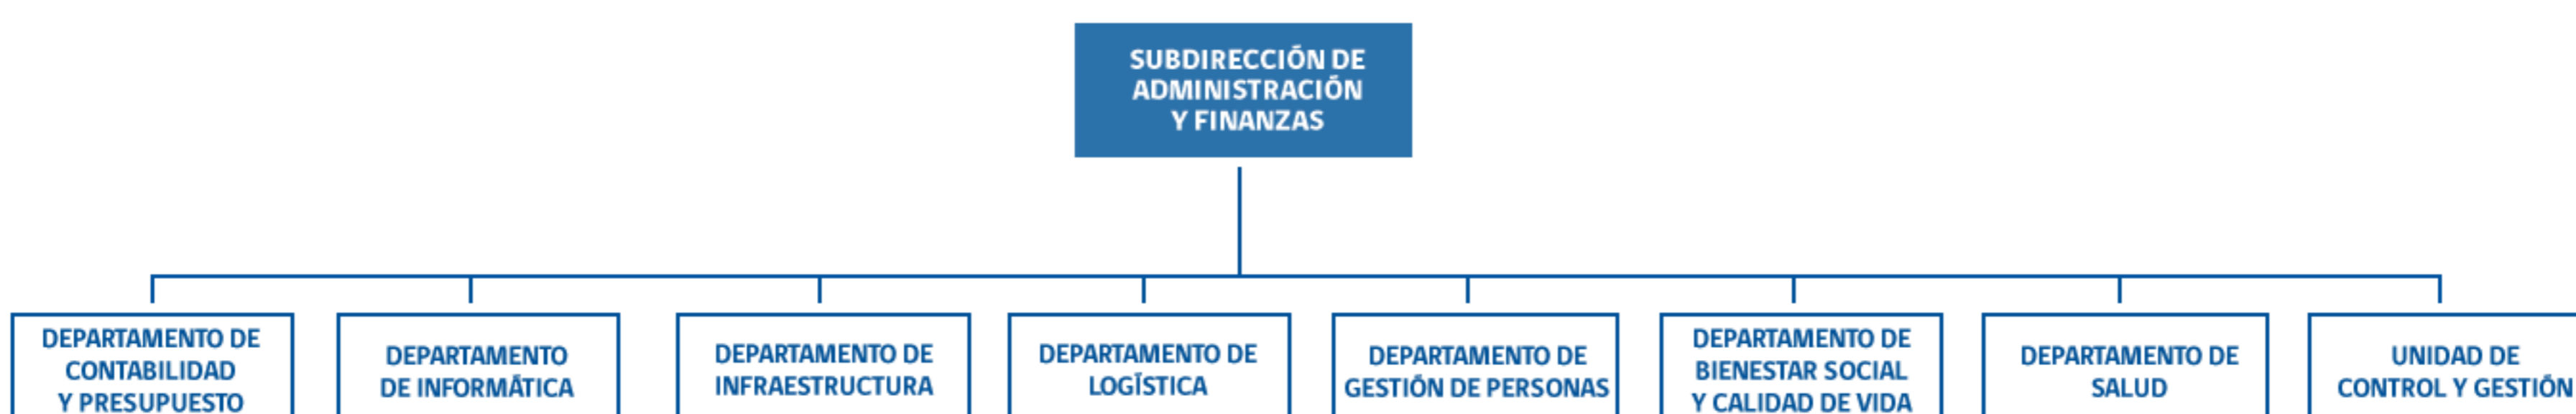 SUBDIRECCIÓN DE
ADMINISTRACIÓN
Y FINANZAS
DEPARTAMENTO DE
CONTABILIDAD
Y PRESUPUESTO
DEPARTAMENTO
DE INFORMÁTICA
DEPARTAMENTO DE
INFRAESTRUCTURA
DEPARTAMENTO DE
LOGÍSTICA
DEPARTAMENTO DE
GESTIÓN DE PERSONAS
DEPARTAMENTO DE
BIENESTAR SOCIAL
Y CALIDAD DE VIDA
DEPARTAMENTO DE
SALUD
UNIDAD DE
CONTROL Y GESTIÓN